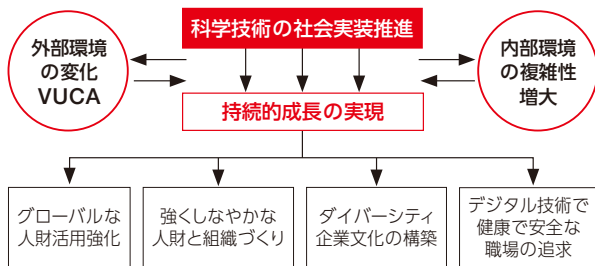 科学技術の社会実装推進
外部環境
の変化
VUCA
内部環境
の複雑性
増大
持続的成長の実現
グローバルな
人財活用強化
強くしなやかな
人財と組織づくり
ダイバーシティ
企業文化の構築
デジタル技術で
健康で安全な
職場の追求